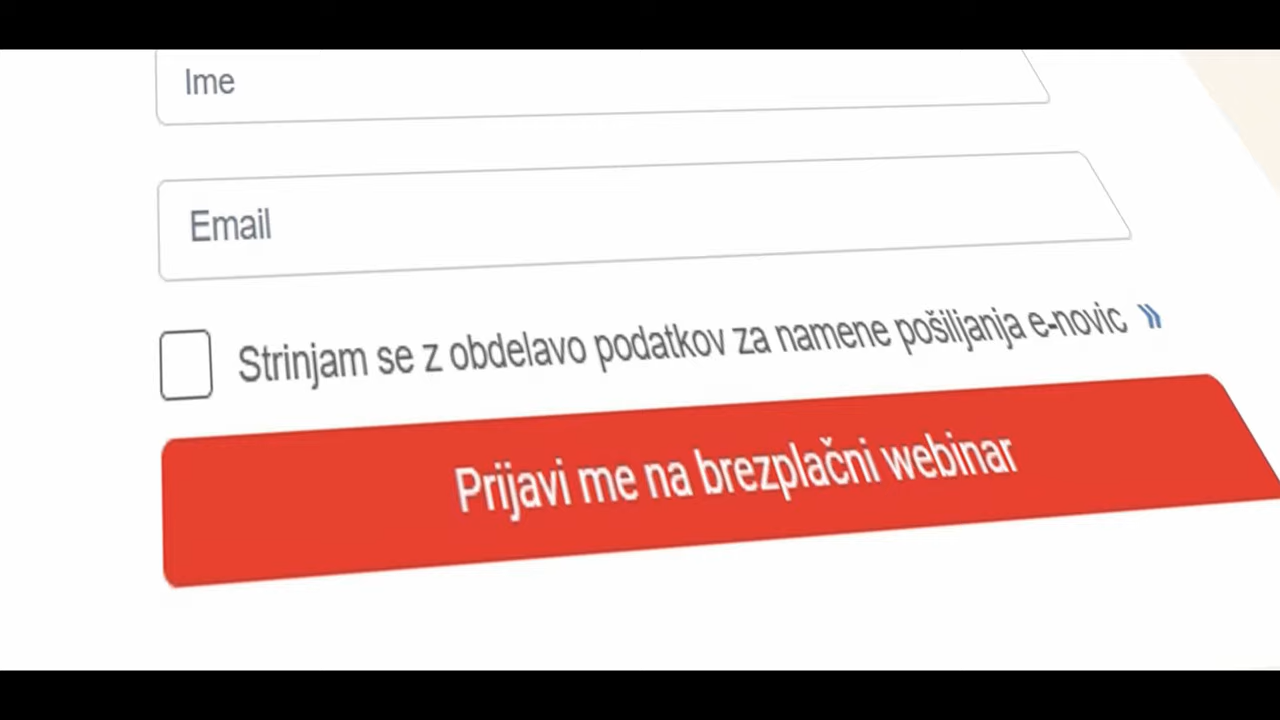 Ime
Email
Strinjam se z obdelavo podatkov za namene pošiljanja e-novic »
Prijavi me na brezplačni webinar